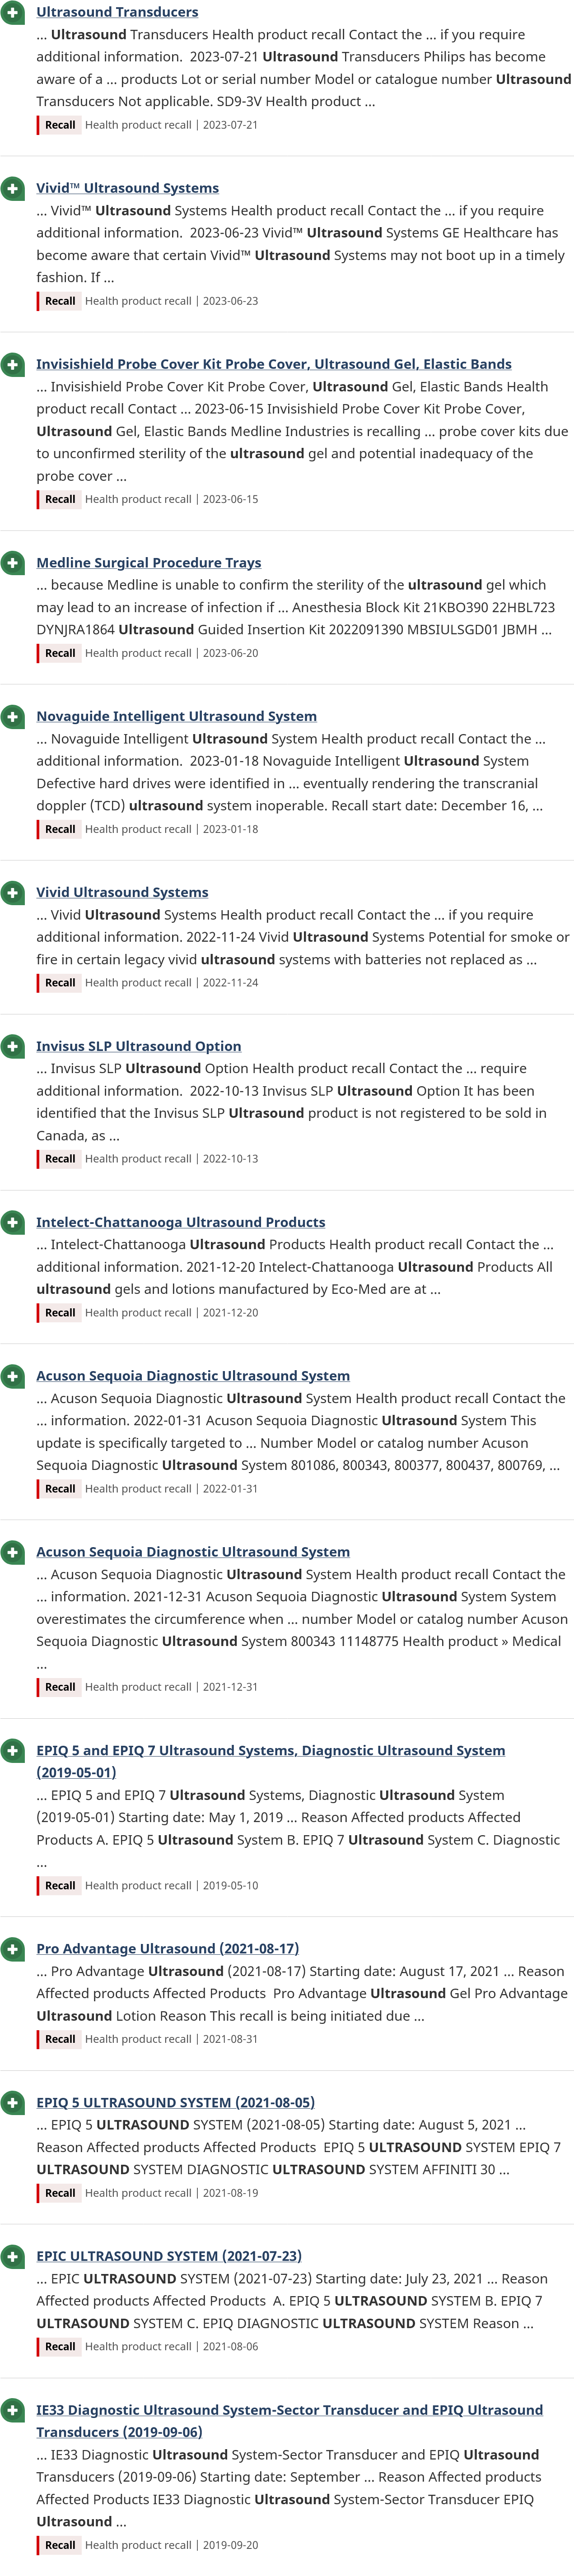 Ultrasound Transducers
... Ultrasound Transducers Health product recall Contact the ... if you require
additional information.  2023-07-21 Ultrasound Transducers Philips has become
aware of a ... products Lot or serial number Model or catalogue number Ultrasound
Transducers Not applicable. SD9-3V Health product ...
Recall Health product recall | 2023-07-21
Vivid™ Ultrasound Systems
... Vivid™ Ultrasound Systems Health product recall Contact the ... if you require
additional information.  2023-06-23 Vivid™ Ultrasound Systems GE Healthcare has
become aware that certain Vivid™ Ultrasound Systems may not boot up in a timely
fashion. If ...
Recall Health product recall | 2023-06-23
Invisishield Probe Cover Kit Probe Cover, Ultrasound Gel, Elastic Bands
... Invisishield Probe Cover Kit Probe Cover, Ultrasound Gel, Elastic Bands Health
product recall Contact ... 2023-06-15 Invisishield Probe Cover Kit Probe Cover,
Ultrasound Gel, Elastic Bands Medline Industries is recalling ... probe cover kits due
to unconfirmed sterility of the ultrasound gel and potential inadequacy of the
probe cover ...
Recall Health product recall | 2023-06-15
Medline Surgical Procedure Trays
... because Medline is unable to confirm the sterility of the ultrasound gel which
may lead to an increase of infection if ... Anesthesia Block Kit 21KBO390 22HBL723
DYNJRA1864 Ultrasound Guided Insertion Kit 2022091390 MBSIULSGD01 JBMH ...
Recall Health product recall | 2023-06-20
Novaguide Intelligent Ultrasound System
... Novaguide Intelligent Ultrasound System Health product recall Contact the ...
additional information.  2023-01-18 Novaguide Intelligent Ultrasound System
Defective hard drives were identified in ... eventually rendering the transcranial
doppler (TCD) ultrasound system inoperable. Recall start date: December 16, ...
Recall Health product recall | 2023-01-18
Vivid Ultrasound Systems
... Vivid Ultrasound Systems Health product recall Contact the ... if you require
additional information. 2022-11-24 Vivid Ultrasound Systems Potential for smoke or
fire in certain legacy vivid ultrasound systems with batteries not replaced as ...
Recall Health product recall | 2022-11-24
Invisus SLP Ultrasound Option
... Invisus SLP Ultrasound Option Health product recall Contact the ... require
additional information.  2022-10-13 Invisus SLP Ultrasound Option It has been
identified that the Invisus SLP Ultrasound product is not registered to be sold in
Canada, as ...
Recall Health product recall | 2022-10-13
Intelect-Chattanooga Ultrasound Products
... Intelect-Chattanooga Ultrasound Products Health product recall Contact the ...
additional information. 2021-12-20 Intelect-Chattanooga Ultrasound Products All
ultrasound gels and lotions manufactured by Eco-Med are at ...
Recall Health product recall | 2021-12-20
Acuson Sequoia Diagnostic Ultrasound System
... Acuson Sequoia Diagnostic Ultrasound System Health product recall Contact the
... information. 2022-01-31 Acuson Sequoia Diagnostic Ultrasound System This
update is specifically targeted to ... Number Model or catalog number Acuson
Sequoia Diagnostic Ultrasound System 801086, 800343, 800377, 800437, 800769, ...
Recall Health product recall | 2022-01-31
Acuson Sequoia Diagnostic Ultrasound System
... Acuson Sequoia Diagnostic Ultrasound System Health product recall Contact the
... information. 2021-12-31 Acuson Sequoia Diagnostic Ultrasound System System
overestimates the circumference when ... number Model or catalog number Acuson
Sequoia Diagnostic Ultrasound System 800343 11148775 Health product » Medical
...
Recall Health product recall | 2021-12-31
EPIQ 5 and EPIQ 7 Ultrasound Systems, Diagnostic Ultrasound System
(2019-05-01)
... EPIQ 5 and EPIQ 7 Ultrasound Systems, Diagnostic Ultrasound System
(2019-05-01) Starting date: May 1, 2019 ... Reason Affected products Affected
Products A. EPIQ 5 Ultrasound System B. EPIQ 7 Ultrasound System C. Diagnostic
...
Recall Health product recall | 2019-05-10
Pro Advantage Ultrasound (2021-08-17)
... Pro Advantage Ultrasound (2021-08-17) Starting date: August 17, 2021 ... Reason
Affected products Affected Products  Pro Advantage Ultrasound Gel Pro Advantage
Ultrasound Lotion Reason This recall is being initiated due ...
Recall Health product recall | 2021-08-31
EPIQ 5 ULTRASOUND SYSTEM (2021-08-05)
... EPIQ 5 ULTRASOUND SYSTEM (2021-08-05) Starting date: August 5, 2021 ...
Reason Affected products Affected Products  EPIQ 5 ULTRASOUND SYSTEM EPIQ 7
ULTRASOUND SYSTEM DIAGNOSTIC ULTRASOUND SYSTEM AFFINITI 30 ...
Recall Health product recall | 2021-08-19
EPIC ULTRASOUND SYSTEM (2021-07-23)
... EPIC ULTRASOUND SYSTEM (2021-07-23) Starting date: July 23, 2021 ... Reason
Affected products Affected Products  A. EPIQ 5 ULTRASOUND SYSTEM B. EPIQ 7
ULTRASOUND SYSTEM C. EPIQ DIAGNOSTIC ULTRASOUND SYSTEM Reason ...
Recall Health product recall | 2021-08-06
IE33 Diagnostic Ultrasound System-Sector Transducer and EPIQ Ultrasound
Transducers (2019-09-06)
... IE33 Diagnostic Ultrasound System-Sector Transducer and EPIQ Ultrasound
Transducers (2019-09-06) Starting date: September ... Reason Affected products
Affected Products IE33 Diagnostic Ultrasound System-Sector Transducer EPIQ
Ultrasound ...
Recall Health product recall | 2019-09-20